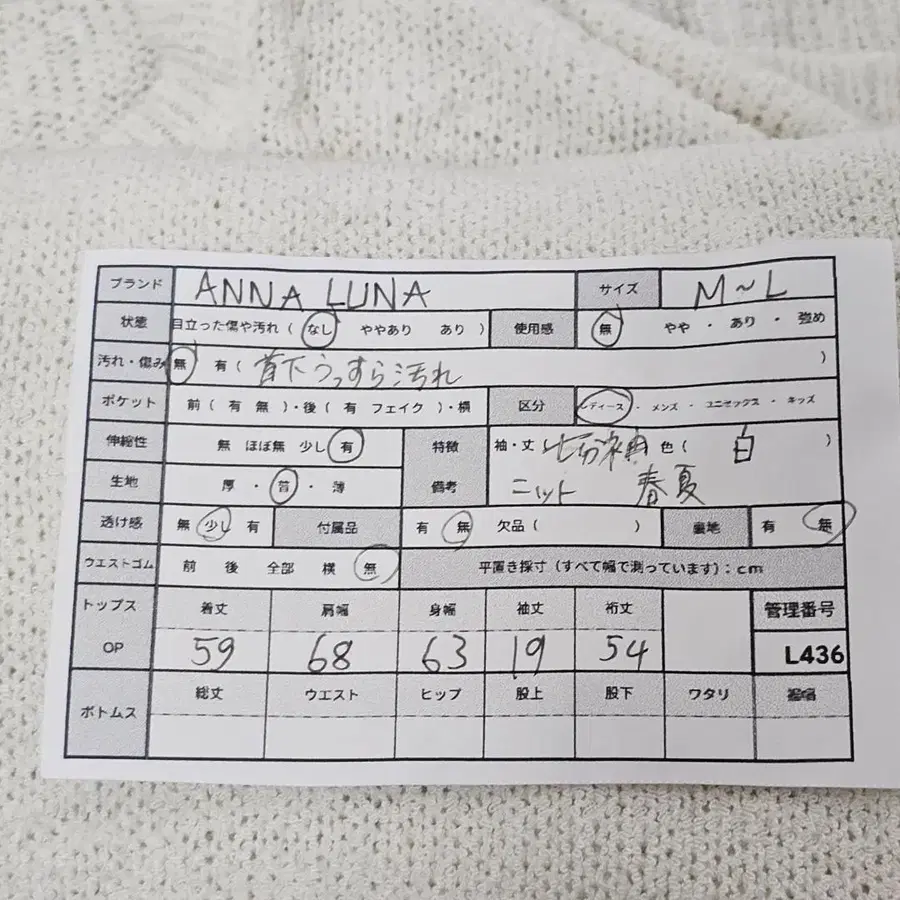 ブランド ANNA LUNA サイズ M～L
状態 目立った傷や汚れ ( なし ややあり あり ) 使用感 無 やや ・ あり ・ 強め
汚れ・傷み 無 有 ( 首下うっすら汚れ )
ポケット 前 ( 有 無 )・後 ( 有 フェイク )・横 区分 レディース ・ メンズ ・ ユニセックス ・ キッズ
伸縮性 無 ほぼ無 少し 有 特徴 袖・丈 七分袖 色 ( 白 )
生地 厚 ・ 普 ・ 薄 備考 ニット 春夏
透け感 無 少し 有 付属品 有 無 欠品 ( ) 裏地 有 無
ウエストゴム 前 後 全部 横 無 平置き採寸 (すべて幅で測っています) : cm
トップス 着丈 肩幅 身幅 袖丈 裄丈 管理番号
OP 59 68 63 19 54 L436
ボトムス 総丈 ウエスト ヒップ 股上 股下 ワタリ 裾幅